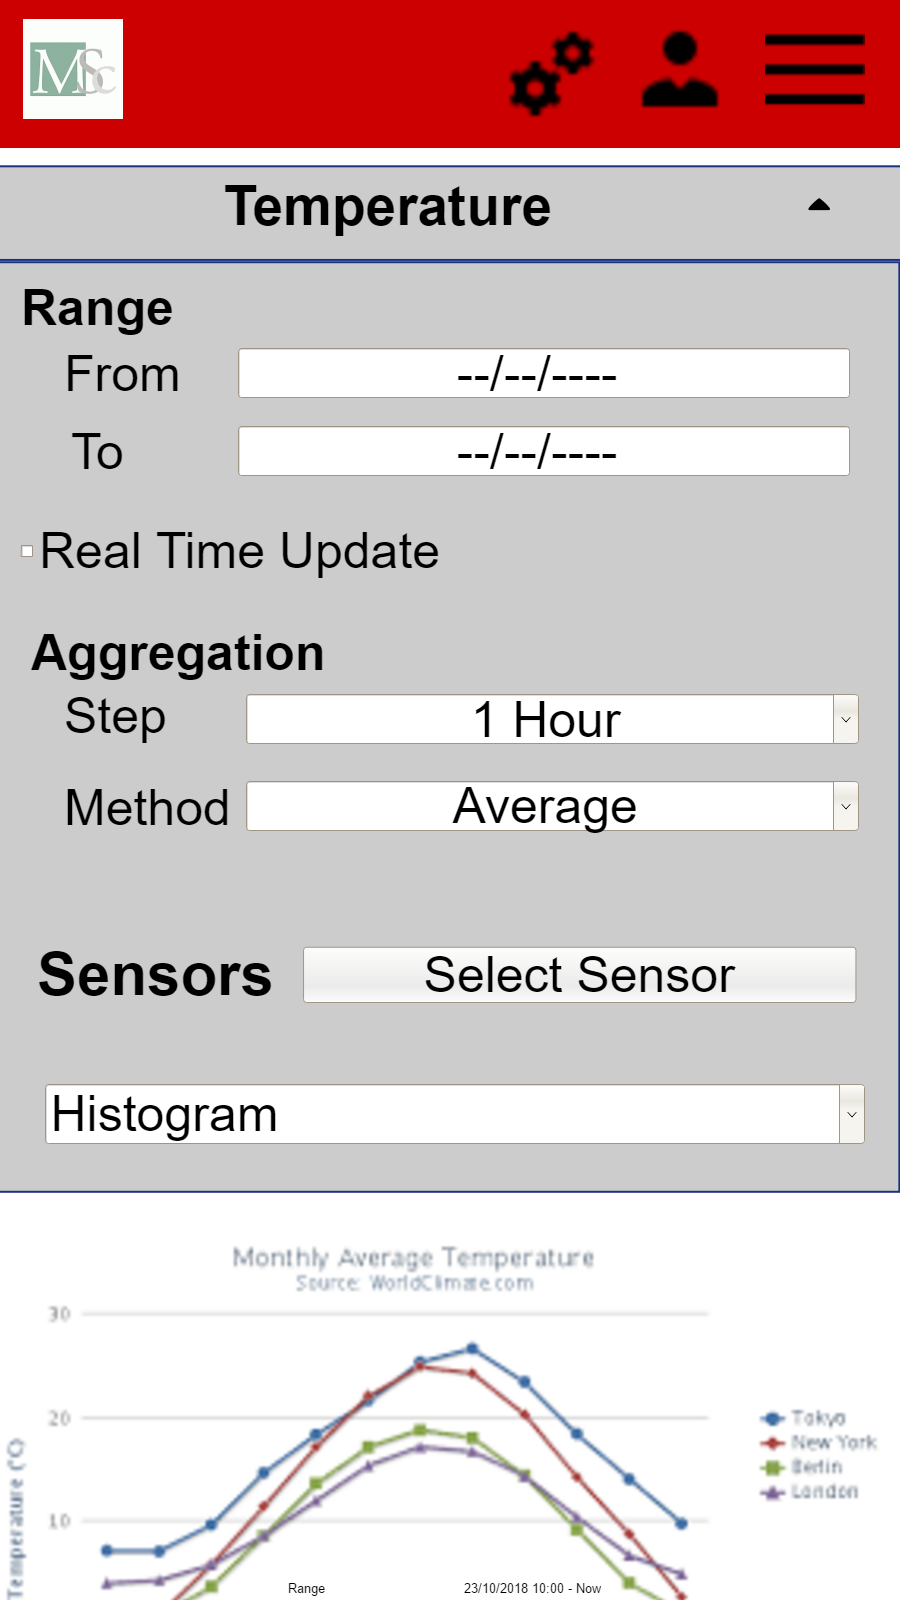 MSc
Temperature
Range
From --/--/----
To --/--/----
Real Time Update
Aggregation
Step 1 Hour
Method Average
Sensors Select Sensor
Histogram
Monthly Average Temperature
Source: WorldClimate.com
30
20
10
Temperature (°C)
Tokyo
New York
Berlin
London
Range 23/10/2018 10:00 - Now